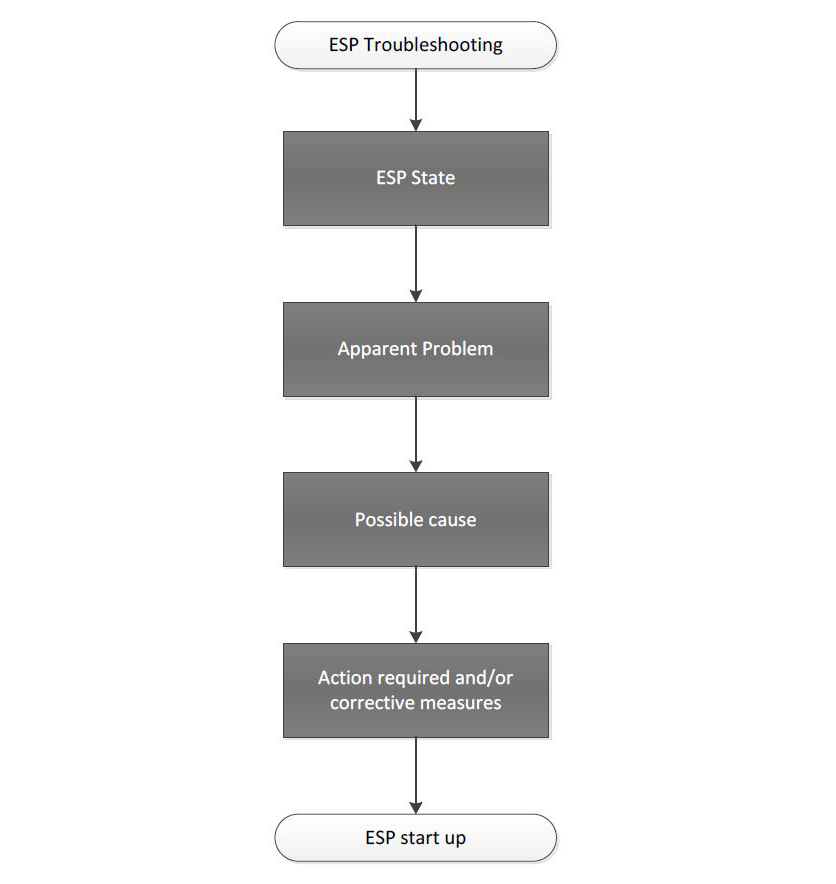 ESP Troubleshooting
ESP State
Apparent Problem
Possible cause
Action required and/or
corrective measures
ESP start up